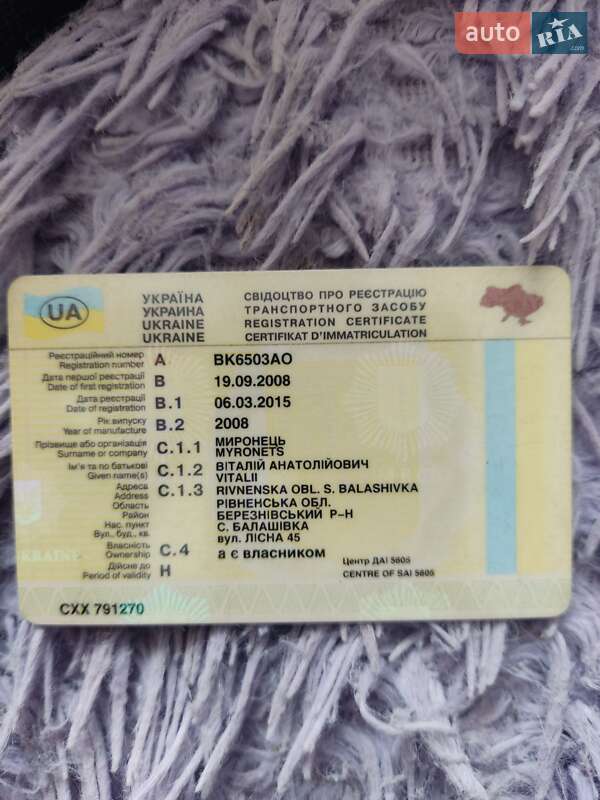 auto RIA .com
УКРАЇНА
УКРАИНА
UKRAINE
UKRAINE
СВІДОЦТВО ПРО РЕЄСТРАЦІЮ
ТРАНСПОРТНОГО ЗАСОБУ
REGISTRATION CERTIFICATE
CERTIFIKAT D'IMMATRICULATION
UA
Реєстраційний номер
Registration number
A
BK6503AO
Дата першої реєстрації
Date of first registration
B
19.09.2008
Дата реєстрації
Date of registration
B.1
06.03.2015
Рік випуску
Year of manufacture
B.2
2008
Прізвище або організація
Surname or company
C.1.1
МИРОНЕЦЬ
MYRONETS
Ім'я та по батькові
Given name(s)
C.1.2
ВІТАЛІЙ АНАТОЛІЙОВИЧ
VITALII
Адреса
Address
Область
Район
Нас. пункт
Вул., буд., кв.
C.1.3
RIVNENSKA OBL. S. BALASHIVKA
РІВНЕНСЬКА ОБЛ.
БЕРЕЗНІВСЬКИЙ Р-Н
С. БАЛАШІВКА
вул. ЛІСНА 45
Власність
Ownership
C.4
а є власником
Дійсне до
Period of validity
H
Центр ДАІ 5605
CENTRE OF SAI 5605
UKRAINE
СХХ 791270